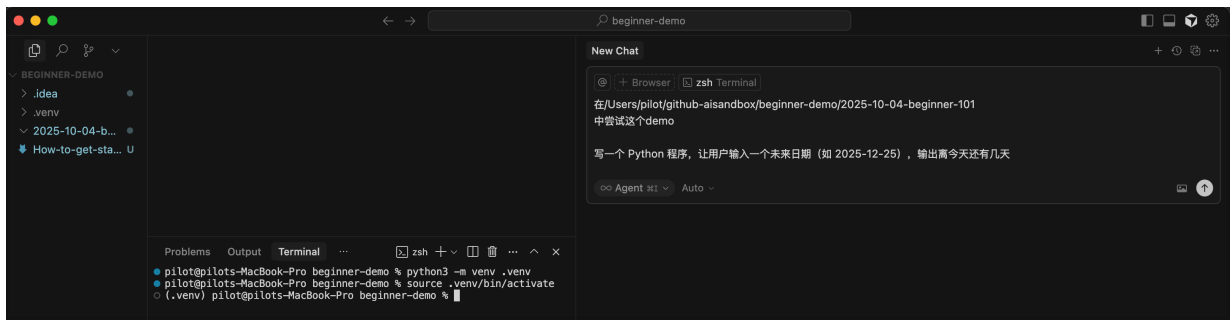 beginner-demo
BEGINNER-DEMO
.idea
.venv
2025-10-04-b...
How-to-get-sta... U
Problems Output Terminal ... zsh
pilot@pilots-MacBook-Pro beginner-demo % python3 -m venv .venv
pilot@pilots-MacBook-Pro beginner-demo % source .venv/bin/activate
(.venv) pilot@pilots-MacBook-Pro beginner-demo %
New Chat
@ + Browser zsh Terminal
在/Users/pilot/github-aisandbox/beginner-demo/2025-10-04-beginner-101
中尝试这个demo
写一个 Python 程序，让用户输入一个未来日期（如 2025-12-25），输出离今天还有几天
∞ Agent ⌘I Auto